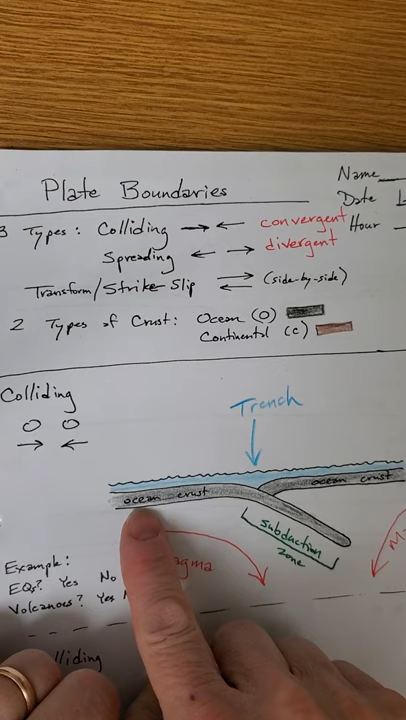 Name
Plate Boundaries
Date
3 Types: Colliding → ← convergent
Hour
Spreading ← → divergent
Transform/Strike-Slip → ← (side-by-side)
2 Types of Crust: Ocean (O)
Continental (C)
Colliding
O O
→ ←
Trench
ocean crust
ocean crust
subduction
zone
Example:
EQs? Yes No
Volcanoes? Yes